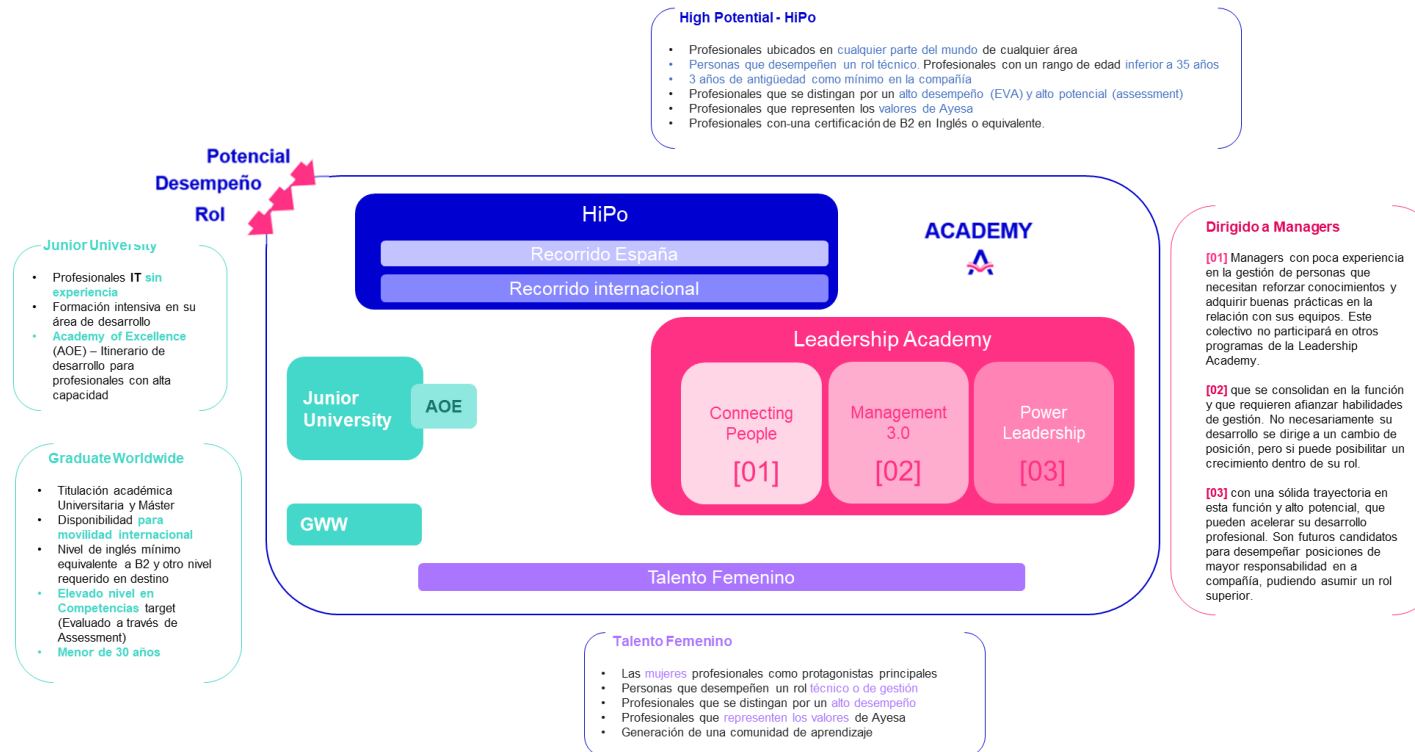 High Potential - HiPo
• Profesionales ubicados en cualquier parte del mundo de cualquier área
• Personas que desempeñen un rol técnico. Profesionales con un rango de edad inferior a 35 años
• 3 años de antigüedad como mínimo en la compañía
• Profesionales que se distingan por un alto desempeño (EVA) y alto potencial (assessment)
• Profesionales que representen los valores de Ayesa
• Profesionales con-una certificación de B2 en Inglés o equivalente.
Potencial
Desempeño
Rol
HiPo
Recorrido España
Recorrido internacional
ACADEMY
Junior University
• Profesionales IT sin
experiencia
• Formación intensiva en su
área de desarrollo
• Academy of Excellence
(AOE) – Itinerario de
desarrollo para
profesionales con alta
capacidad
Graduate Worldwide
• Titulación académica
Universitaria y Máster
• Disponibilidad para
movilidad internacional
• Nivel de inglés mínimo
equivalente a B2 y otro nivel
requerido en destino
• Elevado nivel en
Competencias target
(Evaluado a través de
Assessment)
• Menor de 30 años
Junior
University
AOE
GWW
Leadership Academy
Connecting
People
[01]
Management
3.0
[02]
Power
Leadership
[03]
Talento Femenino
Dirigido a Managers
[01] Managers con poca experiencia
en la gestión de personas que
necesitan reforzar conocimientos y
adquirir buenas prácticas en la
relación con sus equipos. Este
colectivo no participará en otros
programas de la Leadership
Academy.
[02] que se consolidan en la función
y que requieren afianzar habilidades
de gestión. No necesariamente su
desarrollo se dirige a un cambio de
posición, pero si puede posibilitar un
crecimiento dentro de su rol.
[03] con una sólida trayectoria en
esta función y alto potencial, que
pueden acelerar su desarrollo
profesional. Son futuros candidatos
para desempeñar posiciones de
mayor responsabilidad en a
compañía, pudiendo asumir un rol
superior.
Talento Femenino
• Las mujeres profesionales como protagonistas principales
• Personas que desempeñen un rol técnico o de gestión
• Profesionales que se distingan por un alto desempeño
• Profesionales que representen los valores de Ayesa
• Generación de una comunidad de aprendizaje